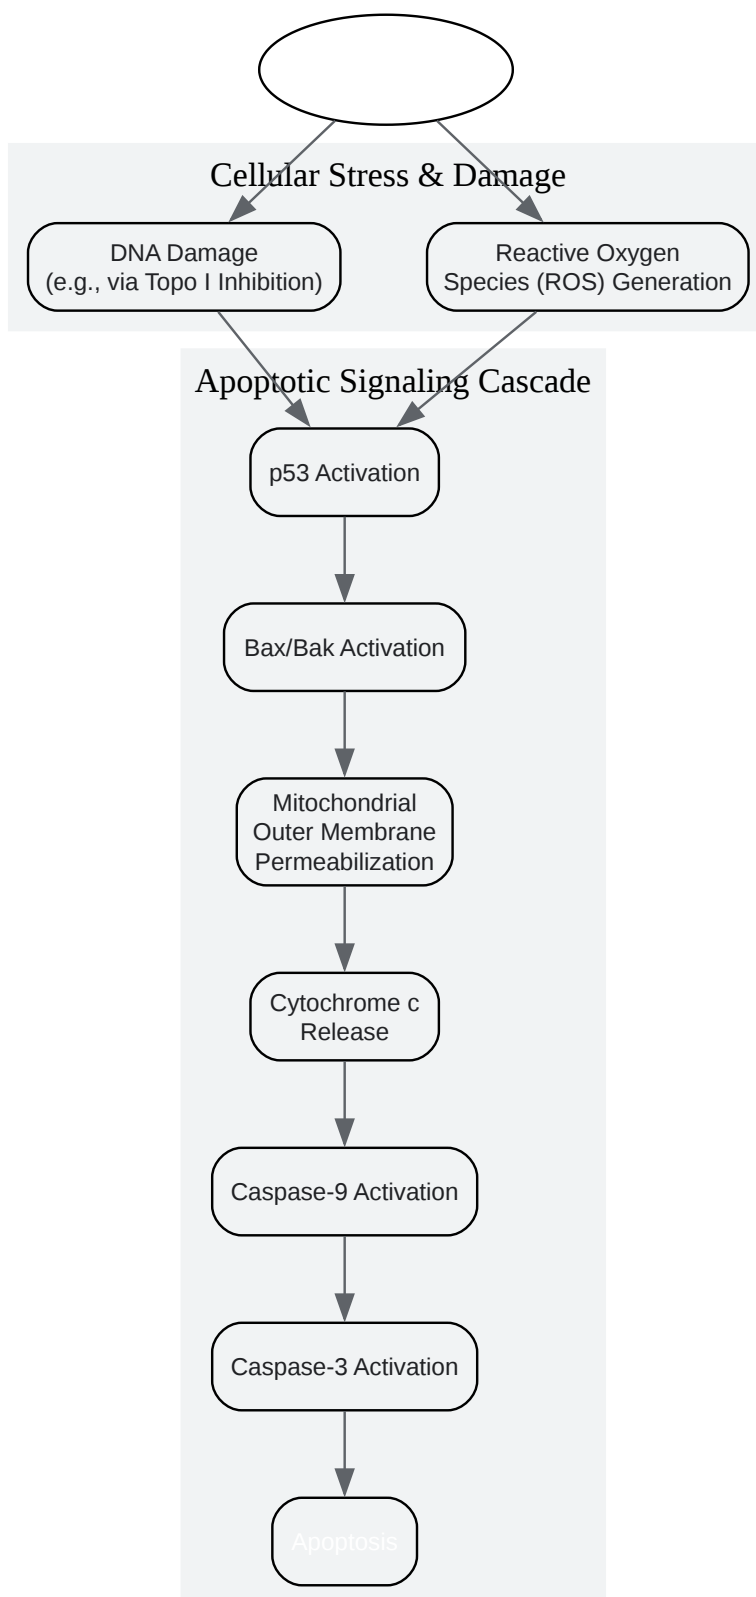 Cellular Stress & Damage
DNA Damage
(e.g., via Topo I Inhibition)
Reactive Oxygen
Species (ROS) Generation
Apoptotic Signaling Cascade
p53 Activation
Bax/Bak Activation
Mitochondrial
Outer Membrane
Permeabilization
Cytochrome c
Release
Caspase-9 Activation
Caspase-3 Activation
Apoptosis